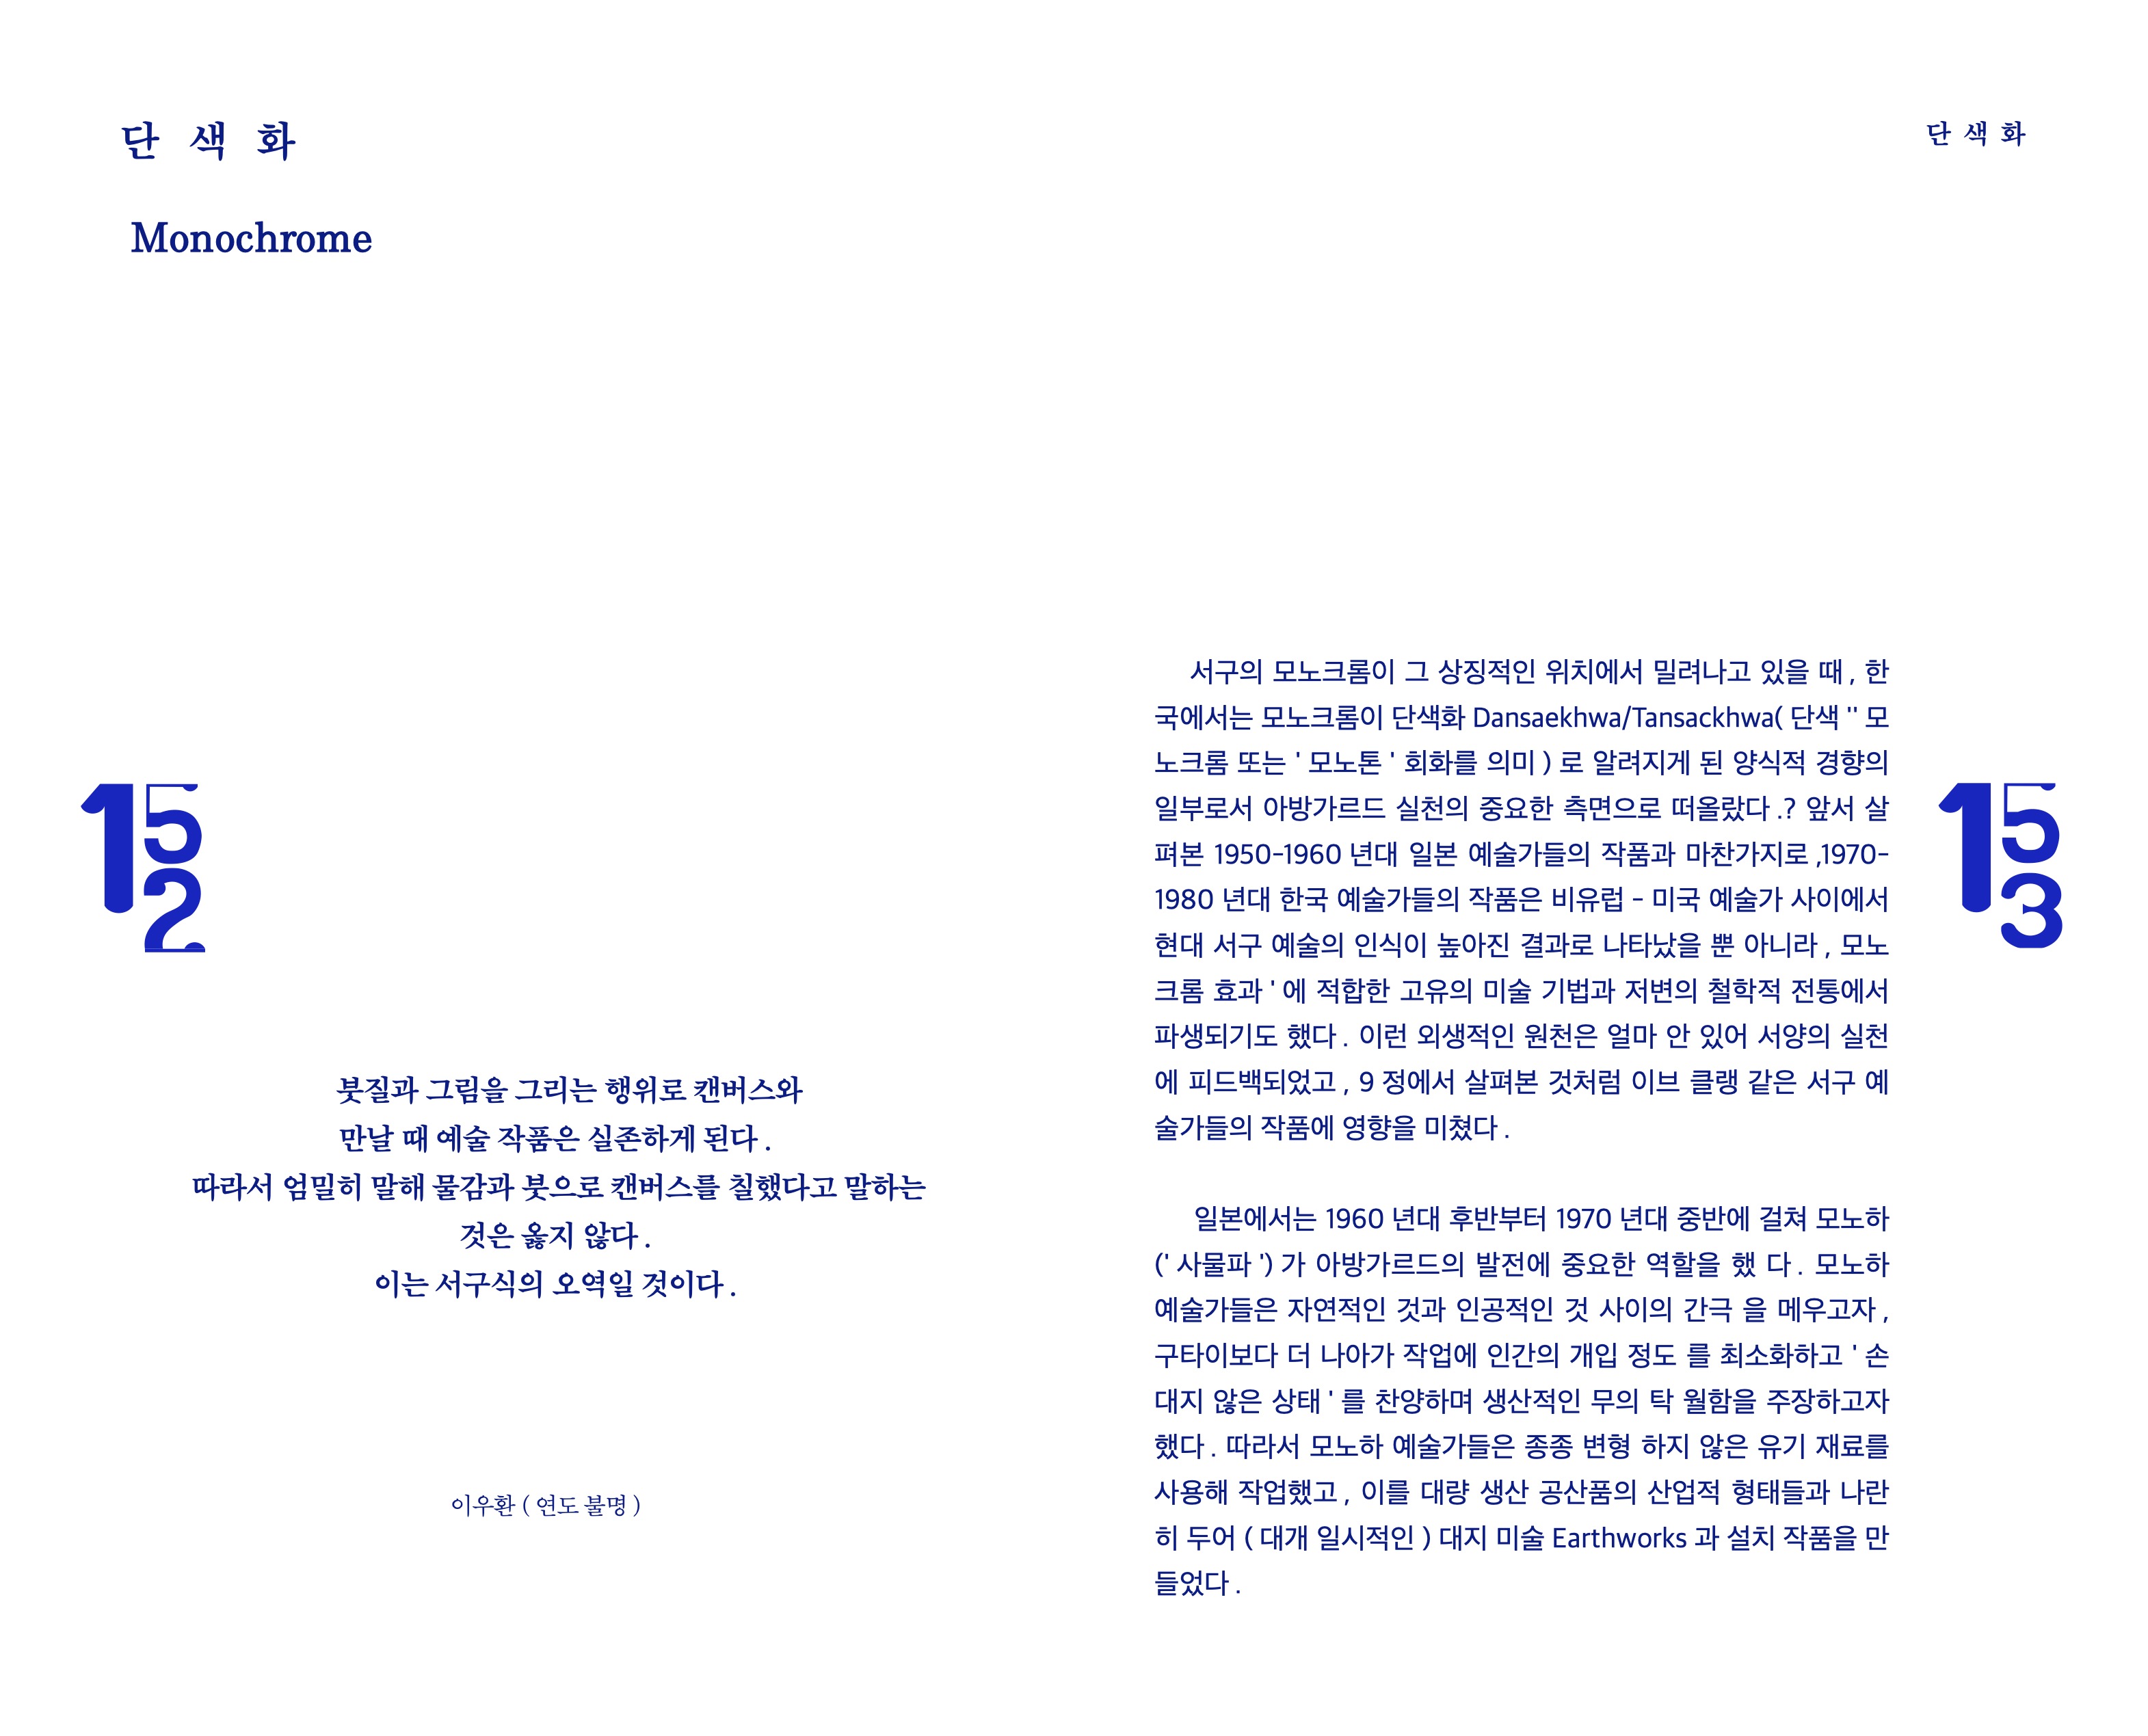 단 색 화
Monochrome
152
붓질과 그림을 그리는 행위로 캔버스와
만날 때 예술 작품은 실존하게 된다 .
따라서 엄밀히 말해 물감과 붓으로 캔버스를 칠했다고 말하는
것은 옳지 않다 .
이는 서구식의 오역일 것이다 .
이우환 ( 연도 불명 )
단 색 화
서구의 모노크롬이 그 상징적인 위치에서 밀려나고 있을 때 , 한
국에서는 모노크롬이 단색화 Dansaekhwa/Tansackhwa( 단색 '' 모
노크롬 또는 ' 모노톤 ' 회화를 의미 ) 로 알려지게 된 양식적 경향의
일부로서 아방가르드 실천의 중요한 측면으로 떠올랐다 .? 앞서 살
펴본 1950-1960 년대 일본 예술가들의 작품과 마찬가지로 ,1970-
1980 년대 한국 예술가들의 작품은 비유럽 - 미국 예술가 사이에서
현대 서구 예술의 인식이 높아진 결과로 나타났을 뿐 아니라 , 모노
크롬 효과 ' 에 적합한 고유의 미술 기법과 저변의 철학적 전통에서
파생되기도 했다 . 이런 외생적인 원천은 얼마 안 있어 서양의 실천
에 피드백되었고 , 9 정에서 살펴본 것처럼 이브 클랭 같은 서구 예
술가들의 작품에 영향을 미쳤다 .
일본에서는 1960 년대 후반부터 1970 년대 중반에 걸쳐 모노하
(' 사물파 ') 가 아방가르드의 발전에 중요한 역할을 했 다 . 모노하
예술가들은 자연적인 것과 인공적인 것 사이의 간극 을 메우고자 ,
구타이보다 더 나아가 작업에 인간의 개입 정도 를 최소화하고 ' 손
대지 않은 상태 ' 를 찬양하며 생산적인 무의 탁 월함을 주장하고자
했다 . 따라서 모노하 예술가들은 종종 변형 하지 않은 유기 재료를
사용해 작업했고 , 이를 대량 생산 공산품의 산업적 형태들과 나란
히 두어 ( 대개 일시적인 ) 대지 미술 Earthworks 과 설치 작품을 만
들었다 .
153